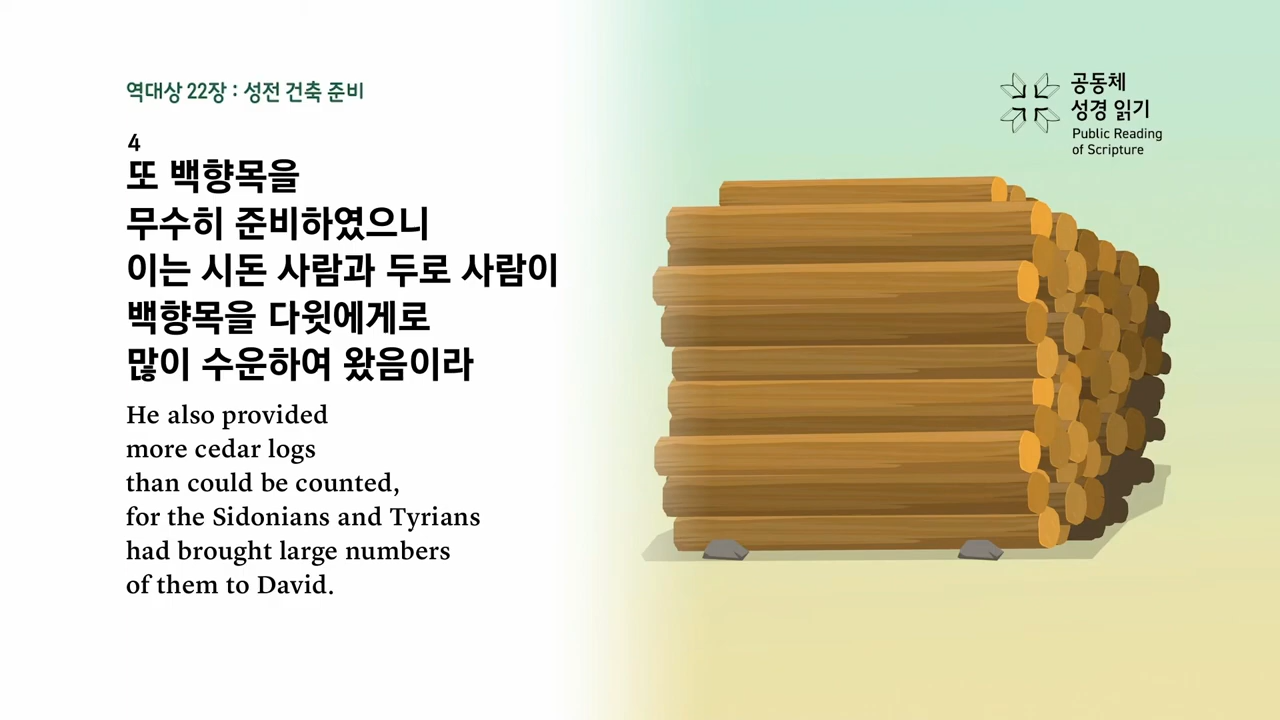 역대상 22장 : 성전 건축 준비
4
또 백향목을
무수히 준비하였으니
이는 시돈 사람과 두로 사람이
백향목을 다윗에게로
많이 수운하여 왔음이라
He also provided
more cedar logs
than could be counted,
for the Sidonians and Tyrians
had brought large numbers
of them to David.
공동체
성경 읽기
Public Reading
of Scripture